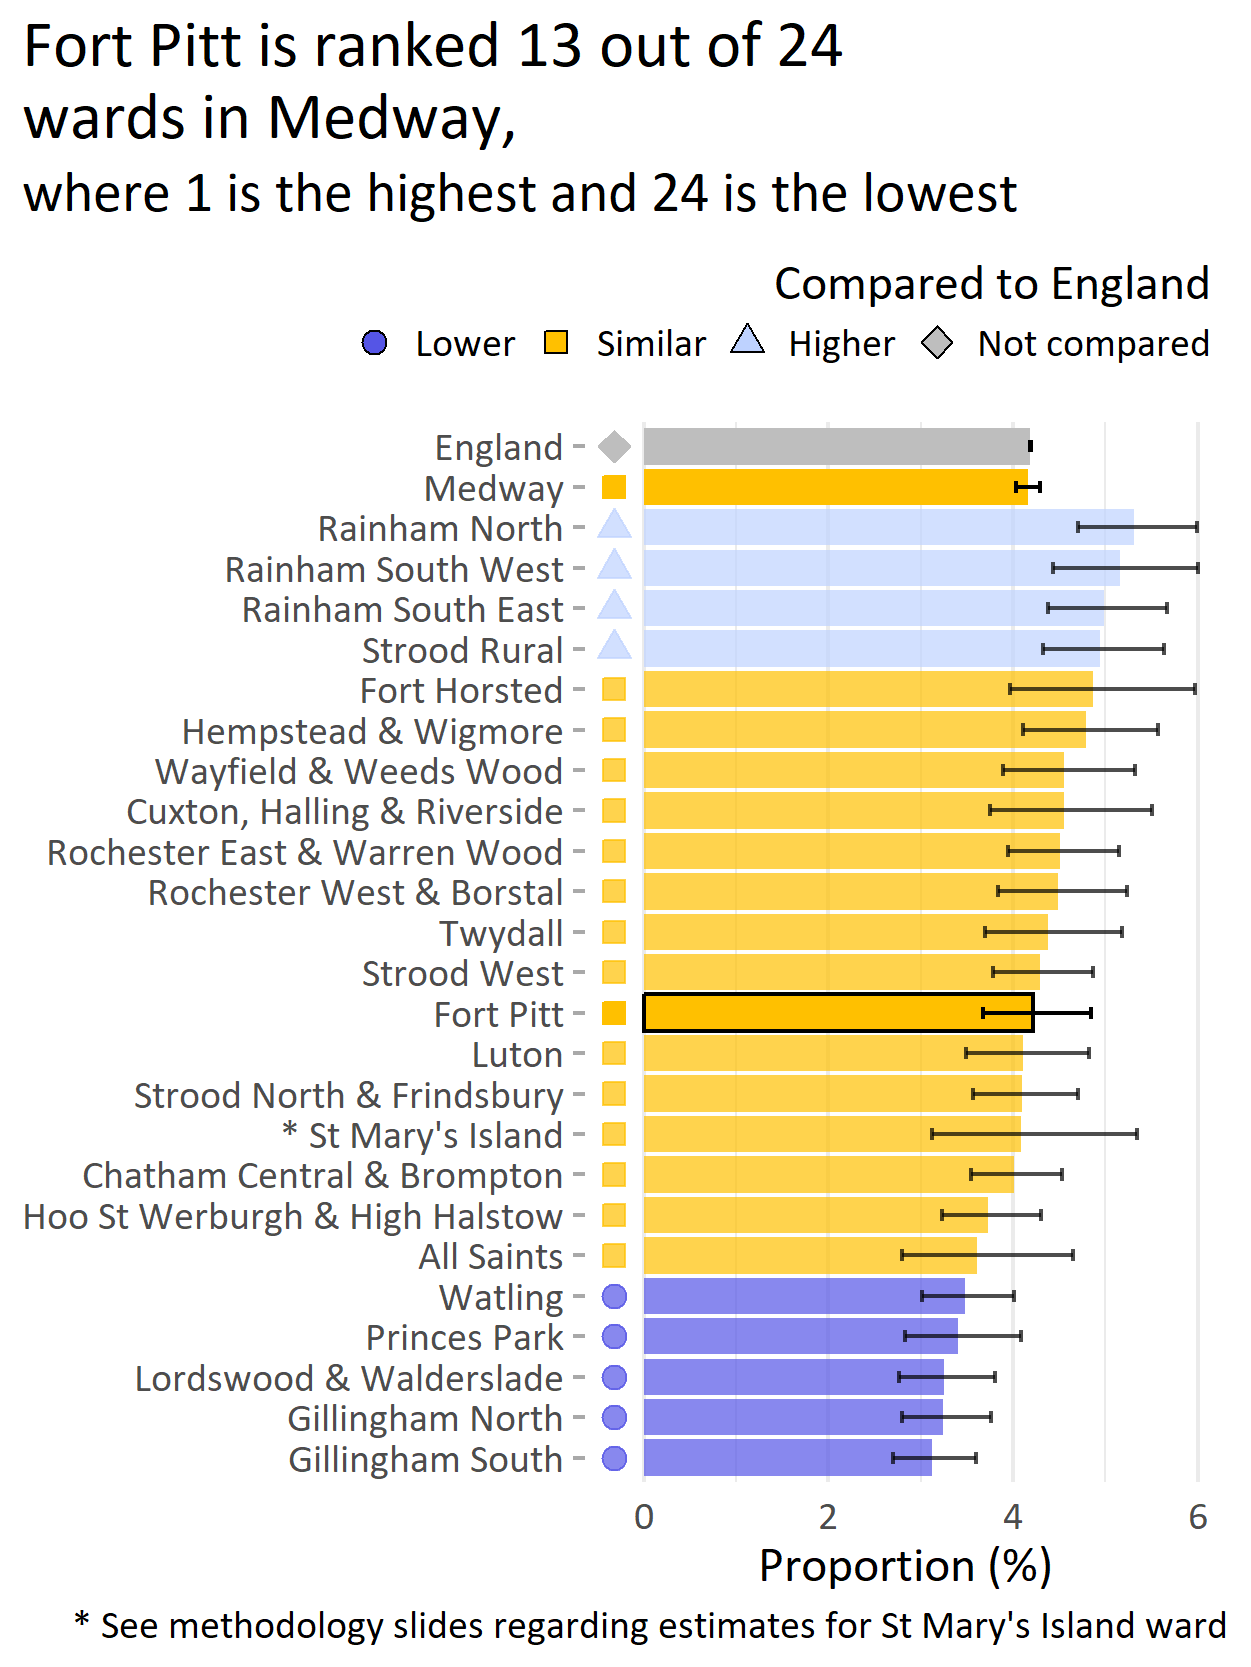 Fort Pitt is ranked 13 out of 24
wards in Medway,
where 1 is the highest and 24 is the lowest
Compared to England
Lower Similar Higher Not compared
England
Medway
Rainham North
Rainham South West
Rainham South East
Strood Rural
Fort Horsted
Hempstead & Wigmore
Wayfield & Weeds Wood
Cuxton, Halling & Riverside
Rochester East & Warren Wood
Rochester West & Borstal
Twydall
Strood West
Fort Pitt
Luton
Strood North & Frindsbury
* St Mary's Island
Chatham Central & Brompton
Hoo St Werburgh & High Halstow
All Saints
Watling
Princes Park
Lordswood & Walderslade
Gillingham North
Gillingham South
0 2 4 6
Proportion (%)
* See methodology slides regarding estimates for St Mary's Island ward